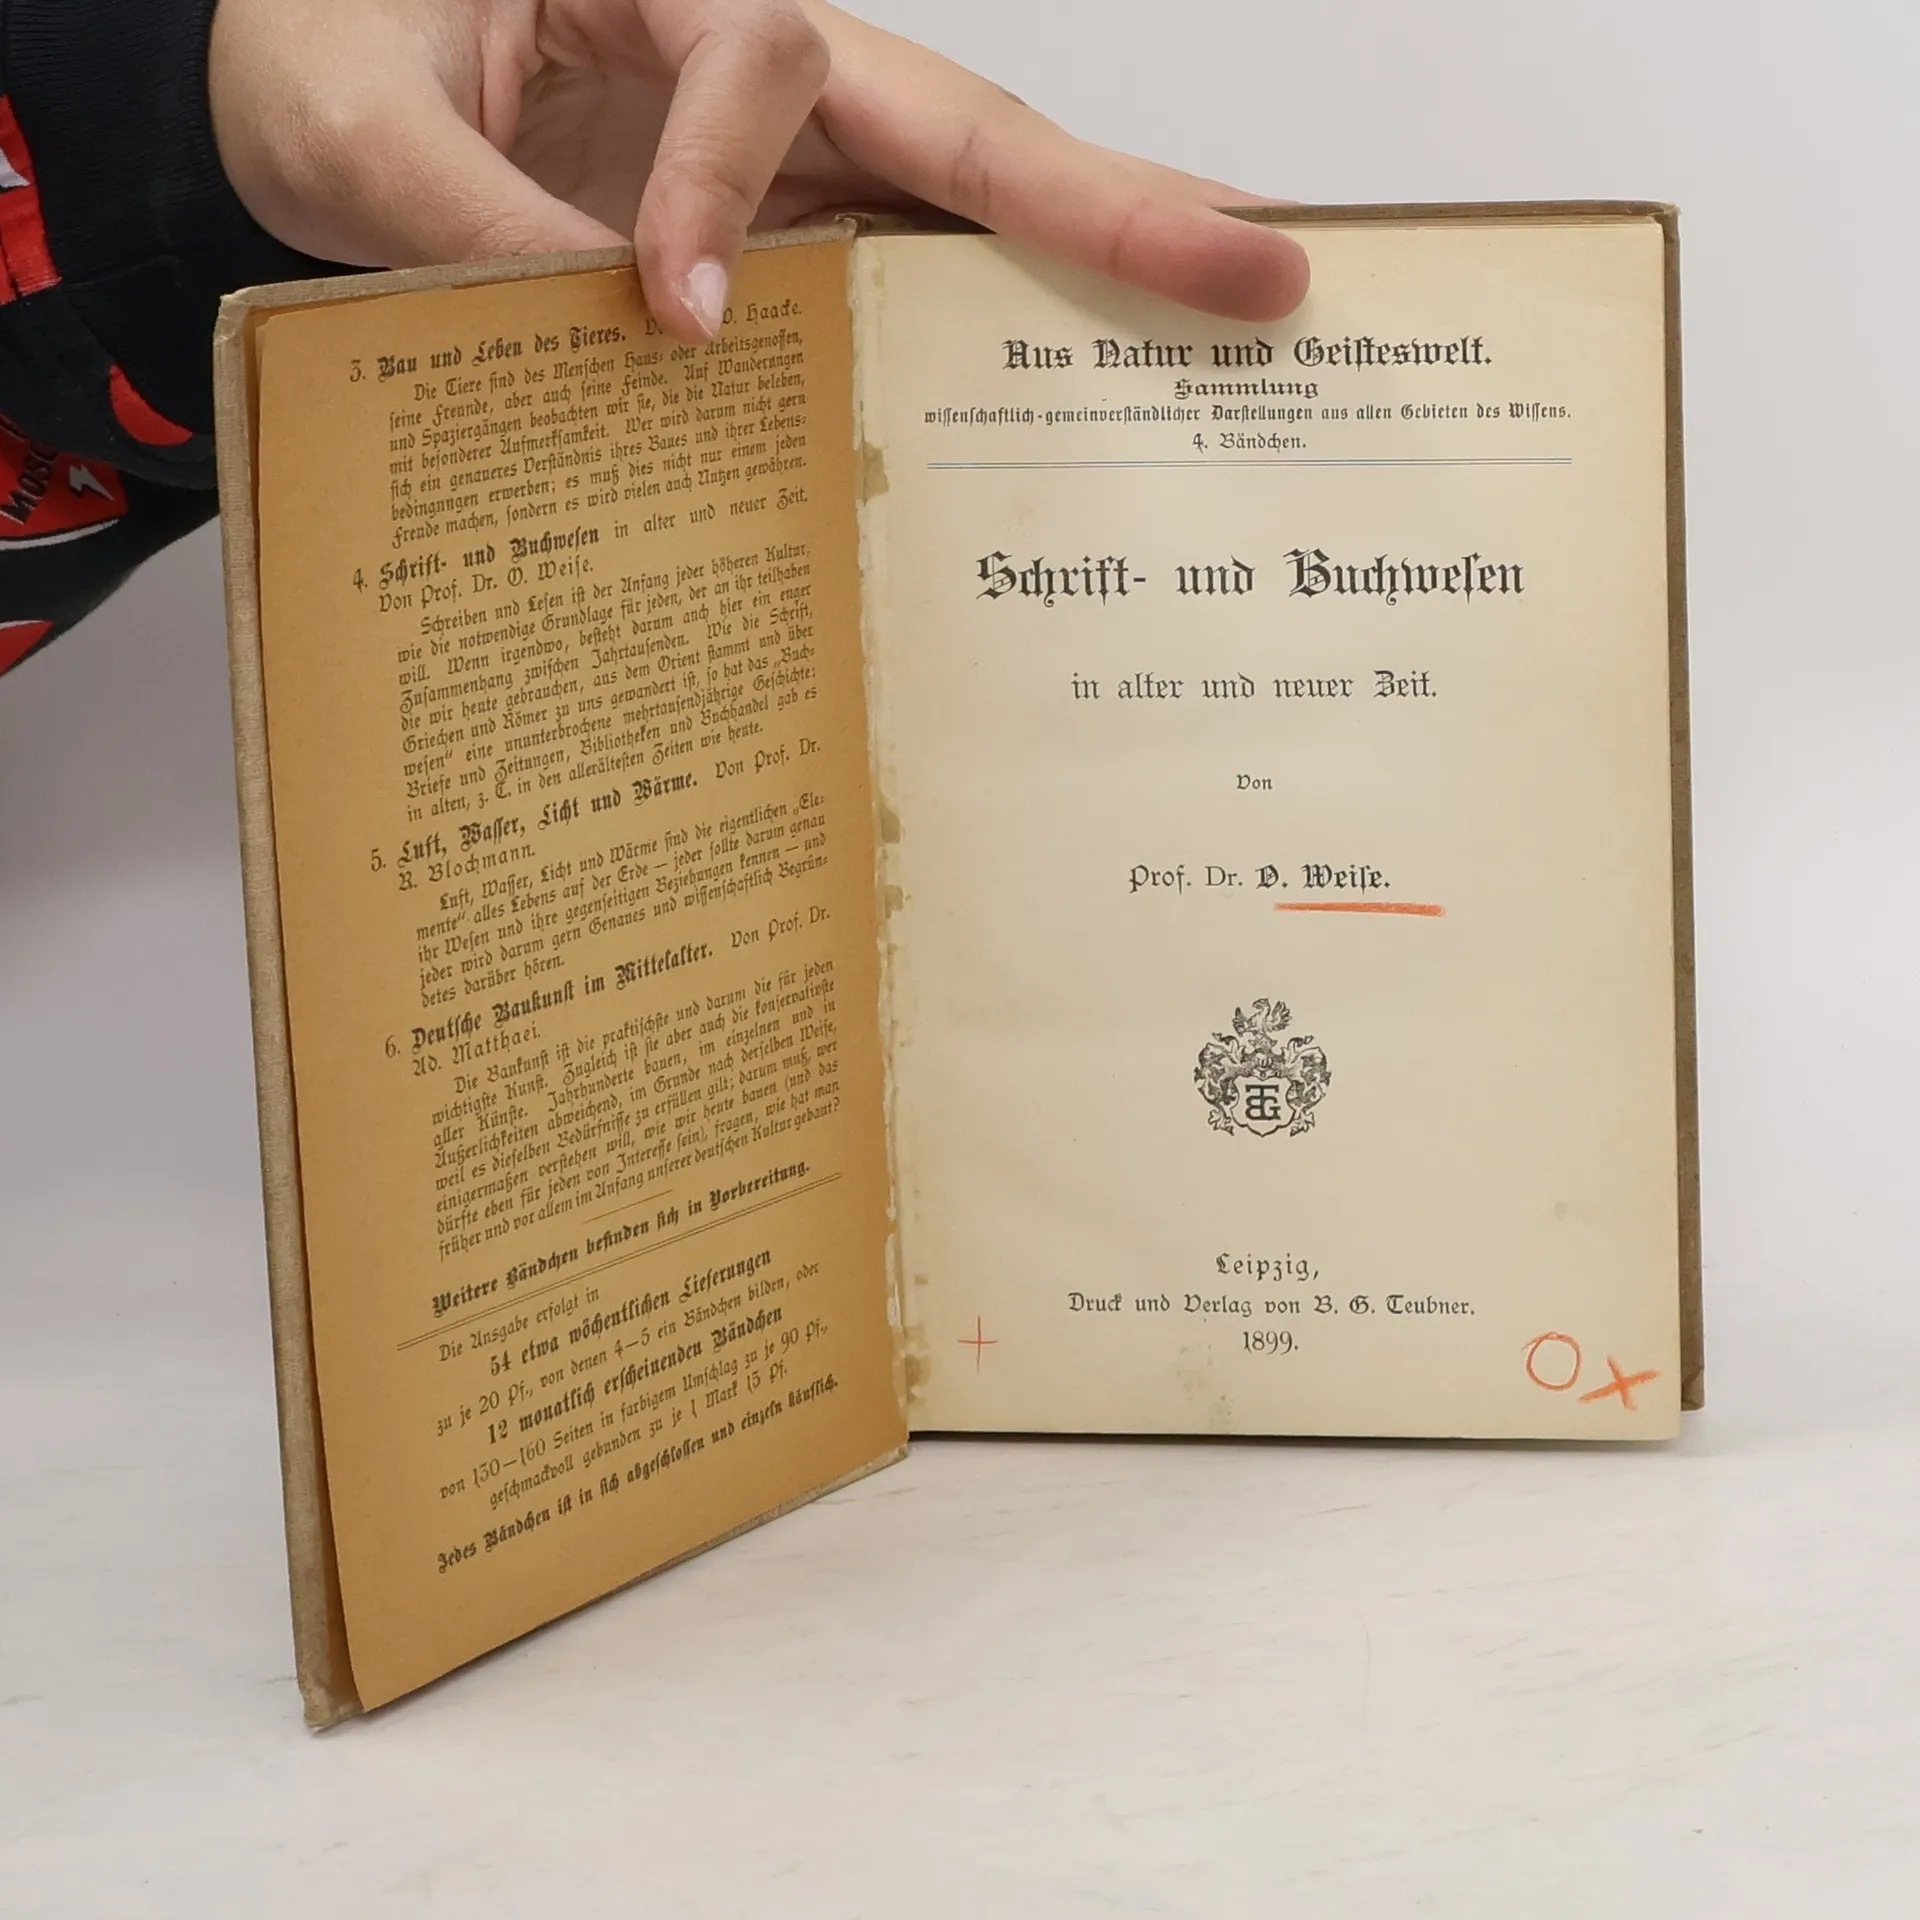 3. Bau und Leben des Tieres. V W. Haacke.
Die Tiere sind des Menschen Haus- oder Arbeitsgenossen,
seine Freunde, aber auch seine Feinde. Auf Wanderungen
und Spaziergängen beobachten wir sie, die die Natur beleben,
mit besonderer Aufmerksamkeit. Wer wird darum nicht gern
sich ein genaueres Verständnis ihres Baues und ihrer Lebens-
bedingungen erwerben; es muß dies nicht nur einem jeden
Freude machen, sondern es wird vielen auch Nutzen gewähren.
4. Schrift- und Buchwesen in alter und neuer Zeit.
Von Prof. Dr. O. Weise.
Schreiben und Lesen ist der Anfang jeder höheren Kultur,
wie die notwendige Grundlage für jeden, der an ihr teilhaben
will. Wenn irgendwo, besteht darum auch hier ein enger
Zusammenhang zwischen Jahrtausenden. Wie die Schrift,
die wir heute gebrauchen, aus dem Orient stammt und über
Griechen und Römer zu uns gewandert ist, so hat das „Buch-
wesen“ eine ununterbrochene mehrtausendjährige Geschichte:
Briefe und Zeitungen, Bibliotheken und Buchhandel gab es
in alten, z. T. in den allerältesten Zeiten wie heute.
5. Luft, Wasser, Licht und Wärme. Von Prof. Dr.
R. Blochmann.
Luft, Wasser, Licht und Wärme sind die eigentlichen „Ele-
mente“ alles Lebens auf der Erde — jeder sollte darum genau
ihr Wesen und ihre gegenseitigen Beziehungen kennen — und
jeder wird darum gern Genaues und wissenschaftlich Begrün-
detes darüber hören.
6. Deutsche Baukunst im Mittelalter. Von Prof. Dr.
Ad. Matthaei.
Die Baukunst ist die praktischste und darum die für jeden
wichtigste Kunst. Zugleich ist sie aber auch die konservativste
aller Künste. Jahrhunderte bauen, im einzelnen und in
Äußerlichkeiten abweichend, im Grunde nach derselben Weise,
weil es dieselben Bedürfnisse zu erfüllen gilt; darum muß, wer
einigermaßen verstehen will, wie wir heute bauen (und das
dürfte eben für jeden von Interesse sein), fragen, wie hat man
früher und vor allem im Anfang unserer deutschen Kultur gebaut?
Weitere Bändchen befinden sich in Vorbereitung.
Die Ausgabe erfolgt in
54 etwa wöchentlichen Lieferungen
zu je 20 Pf., von denen 4—5 ein Bändchen bilden, oder
12 monatlich erscheinenden Bändchen
von 130—160 Seiten in farbigem Umschlag zu je 90 Pf.,
geschmackvoll gebunden zu je 1 Mark 15 Pf.
Jedes Bändchen ist in sich abgeschlossen und einzeln käuflich.
Aus Natur und Geisteswelt.
Sammlung
wissenschaftlich-gemeinverständlicher Darstellungen aus allen Gebieten des Wissens.
4. Bändchen.
Schrift- und Buchwesen
in alter und neuer Zeit.
Von
Prof. Dr. O. Weise.
BGT
Leipzig,
Druck und Verlag von B. G. Teubner.
1899.